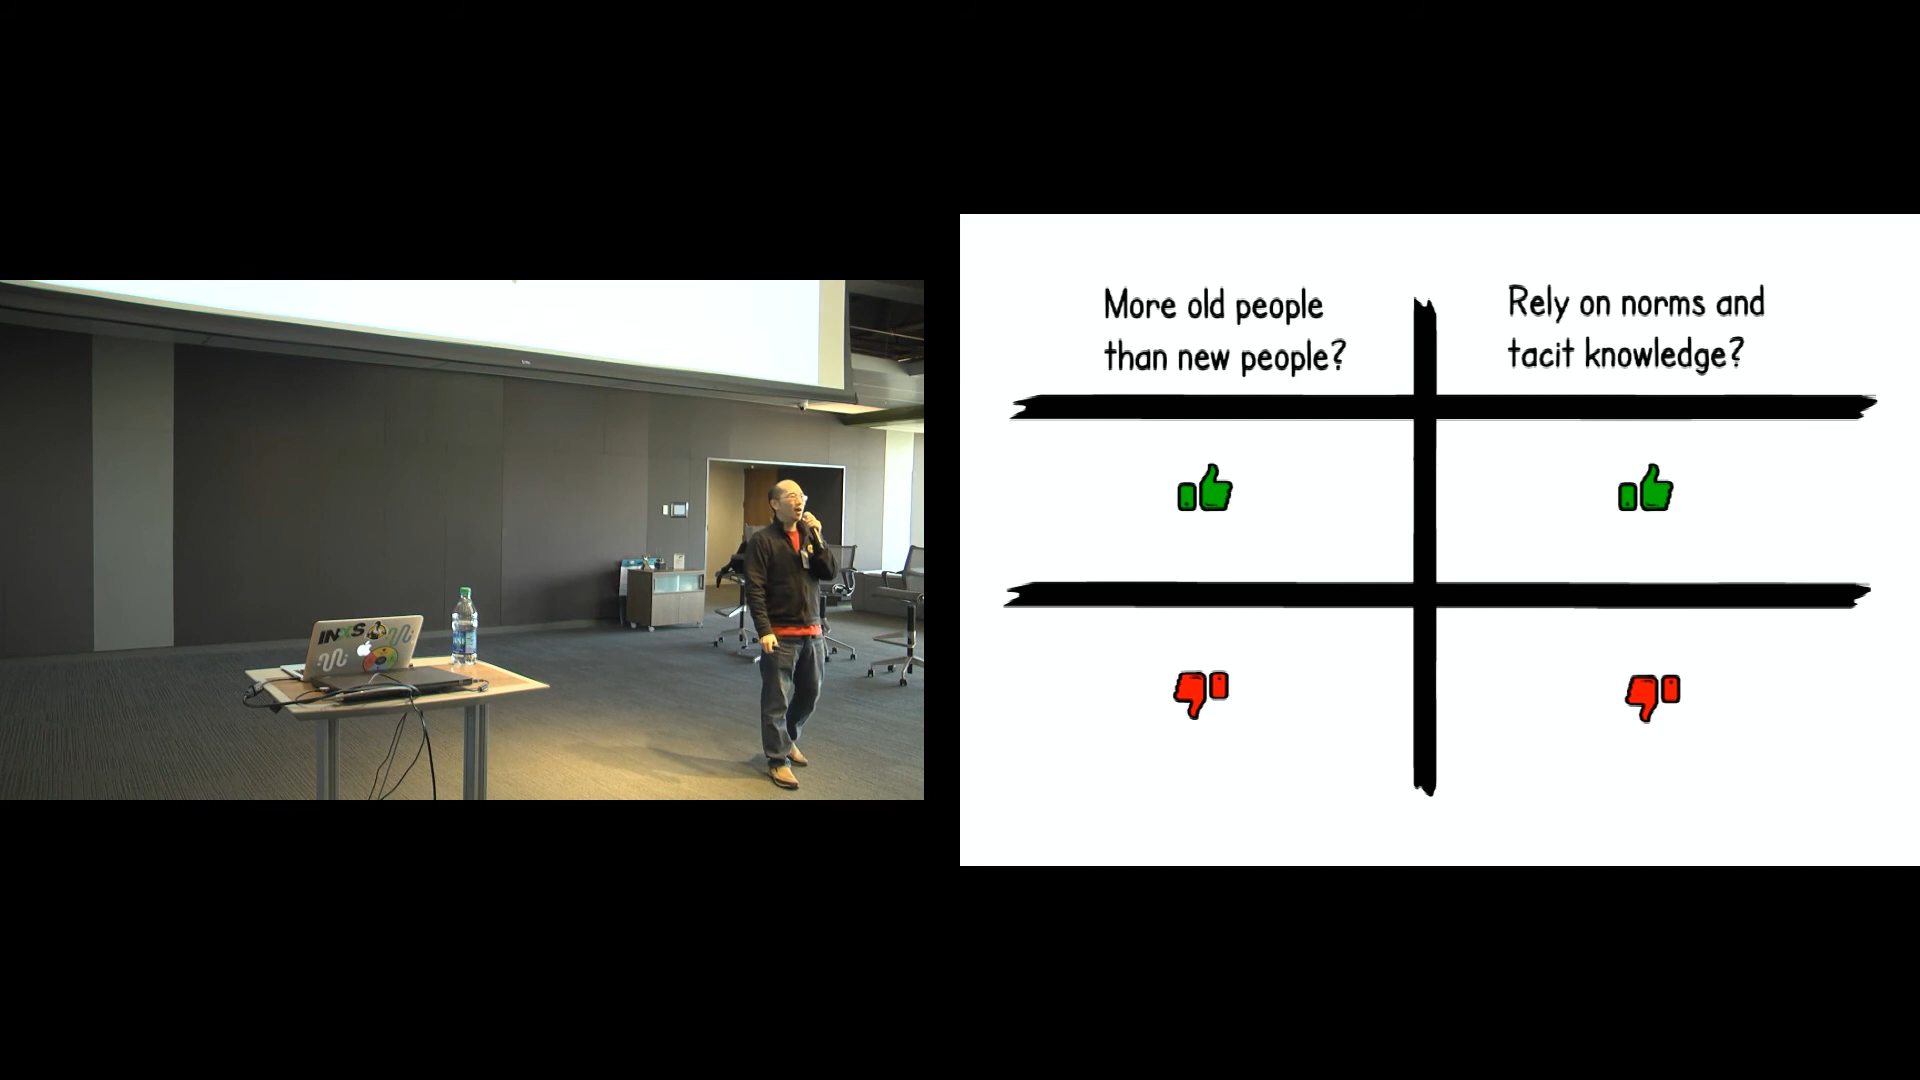 INXS
More old people
than new people?
Rely on norms and
tacit knowledge?